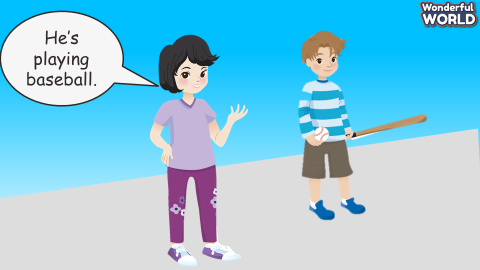 He's
playing
baseball.
Wonderful
WORLD